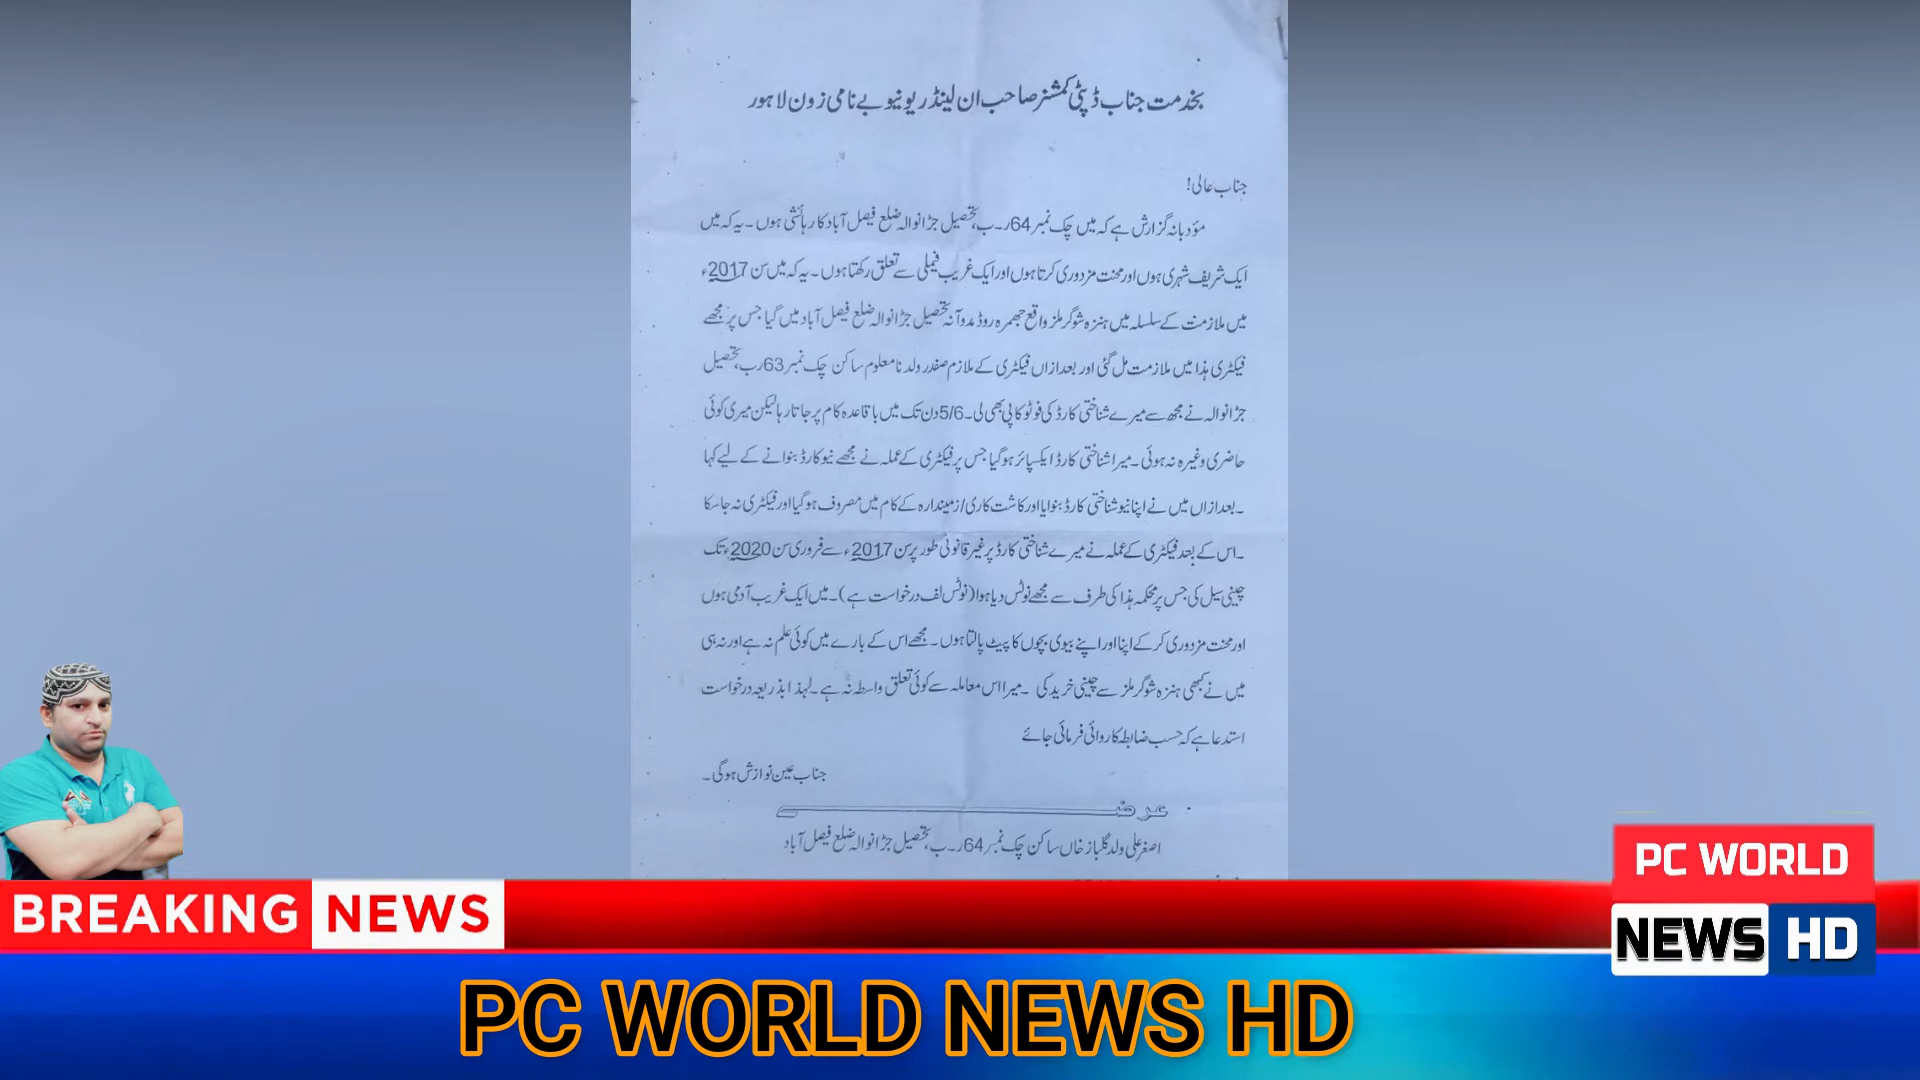 بخدمت جناب ڈپٹی کمشنر صاحب ان لینڈ ریونیو بے نامی زون لاہور
جناب عالی!
مؤدبانہ گزارش ہے کہ میں چک نمبر 64ر۔ب، تحصیل جڑانوالہ ضلع فیصل آباد کا رہائشی ہوں۔ یہ کہ میں
ایک شریف شہری ہوں اور محنت مزدوری کرتا ہوں اور ایک غریب فیملی سے تعلق رکھتا ہوں۔ یہ کہ میں سن 2017ء
میں ملازمت کے سلسلہ میں ہنزہ شوگر ملز واقع جھمرہ روڈ مدوآنہ تحصیل جڑانوالہ ضلع فیصل آباد میں گیا جس پر مجھے
فیکٹری ہذا میں ملازمت مل گئی اور بعد ازاں فیکٹری کے ملازم صفدر ولد نامعلوم ساکن چک نمبر 63رب، تحصیل
جڑانوالہ نے مجھ سے میرے شناختی کارڈ کی فوٹو کاپی بھی لی۔ 5/6 دن تک میں باقاعدہ کام پر جاتا رہا لیکن میری کوئی
حاضری وغیرہ نہ ہوئی۔ میرا شناختی کارڈ ایکسپائر ہو گیا جس پر فیکٹری کے عملہ نے مجھے نیو کارڈ بنوانے کے لیے کہا
۔ بعد ازاں میں نے اپنا نیو شناختی کارڈ بنوایا اور کاشت کاری/زمیندارہ کے کام میں مصروف ہو گیا اور فیکٹری نہ جا سکا
۔ اس کے بعد فیکٹری کے عملہ نے میرے شناختی کارڈ پر غیر قانونی طور پر سن 2017ء سے فروری سن 2020ء تک
چینی سیل کی جس پر محکمہ ہذا کی طرف سے مجھے نوٹس دیا ہوا (نوٹس لف درخواست ہے)۔ میں ایک غریب آدمی ہوں
اور محنت مزدوری کر کے اپنا اور اپنے بیوی بچوں کا پیٹ پالتا ہوں۔ مجھے اس کے بارے میں کوئی علم نہ ہے اور نہ ہی
میں نے کبھی ہنزہ شوگر ملز سے چینی خرید کی ۔ میرا اس معاملہ سے کوئی تعلق واسطہ نہ ہے۔ لہذا بذریعہ درخواست
استدعا ہے کہ حسب ضابطہ کاروائی فرمائی جائے
جناب عین نوازش ہو گی۔
عرضے
اصغر علی ولد گلباز خاں ساکن چک نمبر 64ر۔ب، تحصیل جڑانوالہ ضلع فیصل آباد
PC WORLD
NEWS HD
BREAKING NEWS
PC WORLD NEWS HD